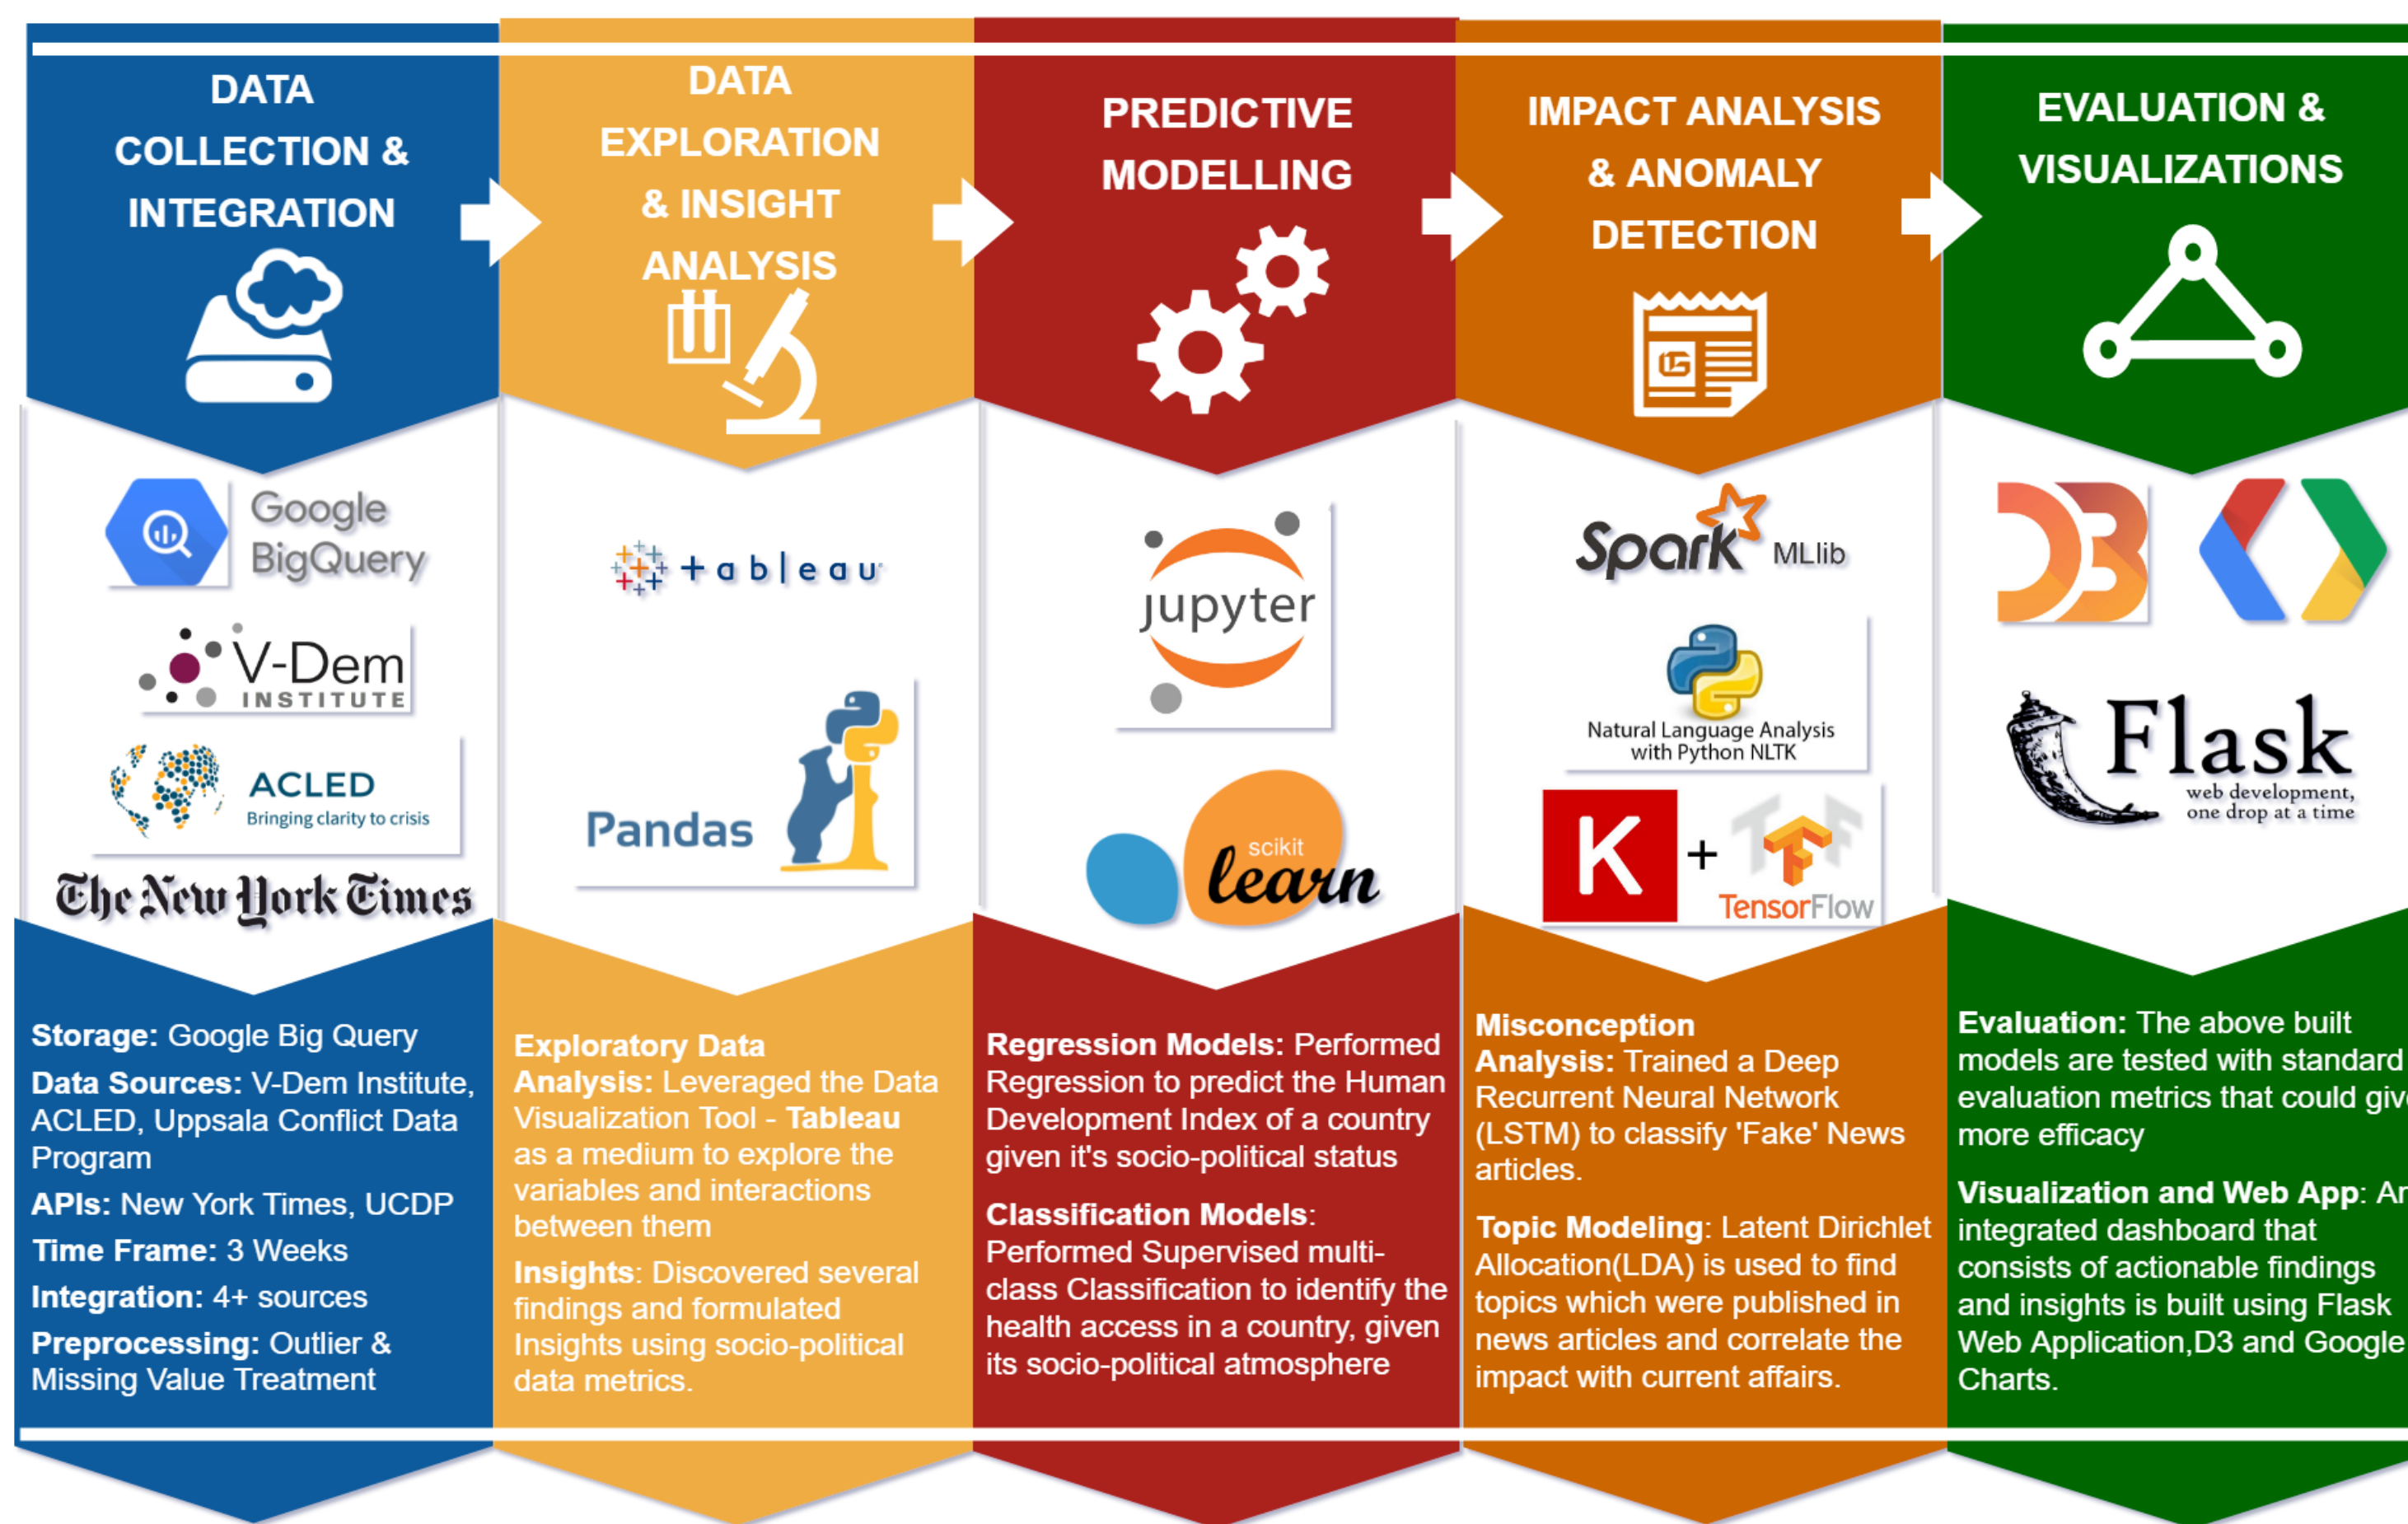 DATA
COLLECTION &
INTEGRATION
DATA
EXPLORATION
& INSIGHT
ANALYSIS
PREDICTIVE
MODELLING
IMPACT ANALYSIS
& ANOMALY
DETECTION
EVALUATION &
VISUALIZATIONS
Google
BigQuery
V-Dem
INSTITUTE
ACLED
Bringing clarity to crisis
The New York Times
+ableau
Pandas
jupyter
scikit
learn
Spark MLlib
Natural Language Analysis
with Python NLTK
K + TensorFlow
D3
Flask
web development,
one drop at a time
Storage: Google Big Query
Data Sources: V-Dem Institute,
ACLED, Uppsala Conflict Data
Program
APIs: New York Times, UCDP
Time Frame: 3 Weeks
Integration: 4+ sources
Preprocessing: Outlier &
Missing Value Treatment
Exploratory Data
Analysis: Leveraged the Data
Visualization Tool - Tableau
as a medium to explore the
variables and interactions
between them
Insights: Discovered several
findings and formulated
Insights using socio-political
data metrics.
Regression Models: Performed
Regression to predict the Human
Development Index of a country
given it's socio-political status
Classification Models:
Performed Supervised multi-
class Classification to identify the
health access in a country, given
its socio-political atmosphere
Misconception
Analysis: Trained a Deep
Recurrent Neural Network
(LSTM) to classify 'Fake' News
articles.
Topic Modeling: Latent Dirichlet
Allocation(LDA) is used to find
topics which were published in
news articles and correlate the
impact with current affairs.
Evaluation: The above built
models are tested with standard
evaluation metrics that could
more efficacy
Visualization and Web App:
integrated dashboard that
consists of actionable findings
and insights is built using Flask
Web Application,D3 and Google
Charts.